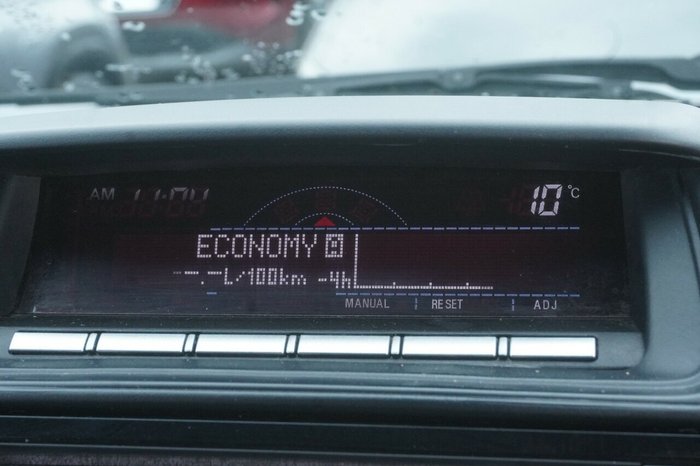 AM 11:04 10°C
ECONOMY
--.-L/100km -4h
MANUAL RESET ADJ